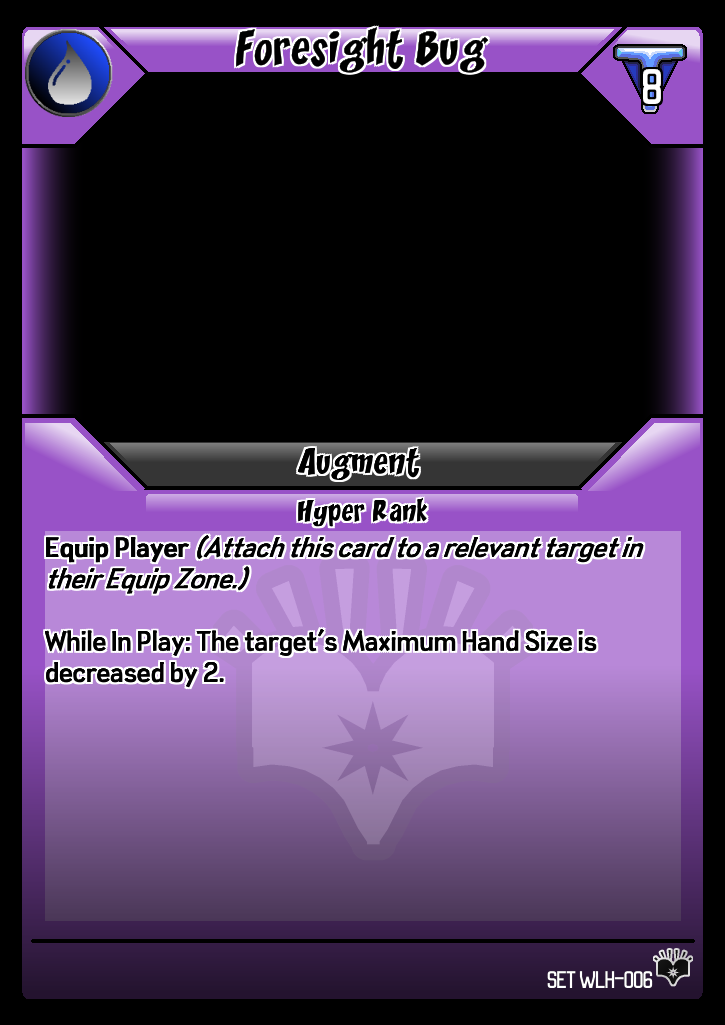 Foresight Bug
8
Augment
Hyper Rank
Equip Player (Attach this card to a relevant target in
their Equip Zone.)
While In Play: The target's Maximum Hand Size is
decreased by 2.
SET WLH-006